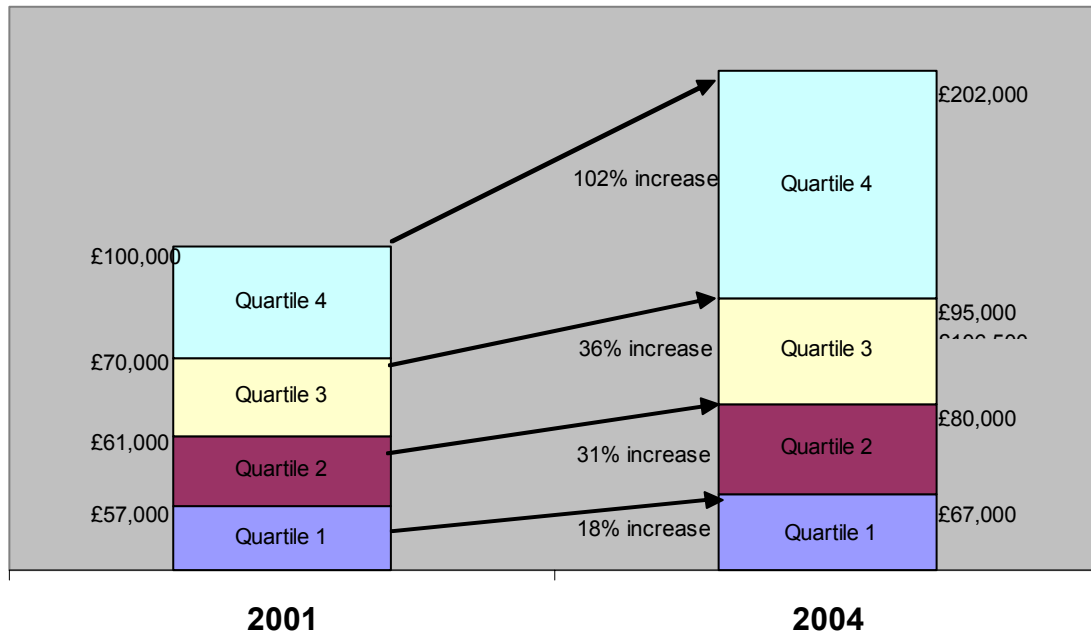 £202,000
Quartile 4
102% increase
£100,000
Quartile 4
£95,000
36% increase
Quartile 3
£70,000
Quartile 3
£80,000
£61,000
31% increase
Quartile 2
Quartile 2
£57,000
£67,000
18% increase
Quartile 1
Quartile 1
2001
2004